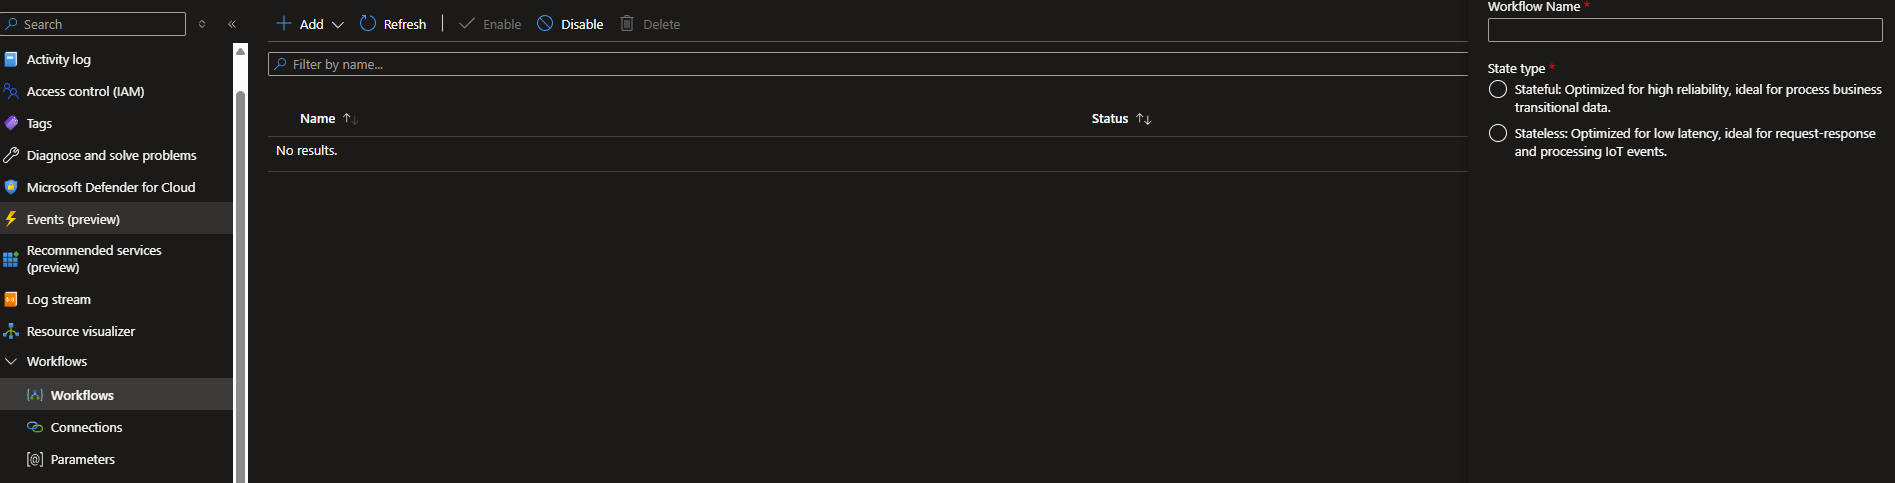 Search
Activity log
Access control (IAM)
Tags
Diagnose and solve problems
Microsoft Defender for Cloud
Events (preview)
Recommended services
(preview)
Log stream
Resource visualizer
Workflows
Workflows
Connections
Parameters
Add
Refresh
Enable
Disable
Delete
Filter by name...
Name
Status
No results.
Workflow Name *
State type *
Stateful: Optimized for high reliability, ideal for process business
transitional data.
Stateless: Optimized for low latency, ideal for request-response
and processing IoT events.